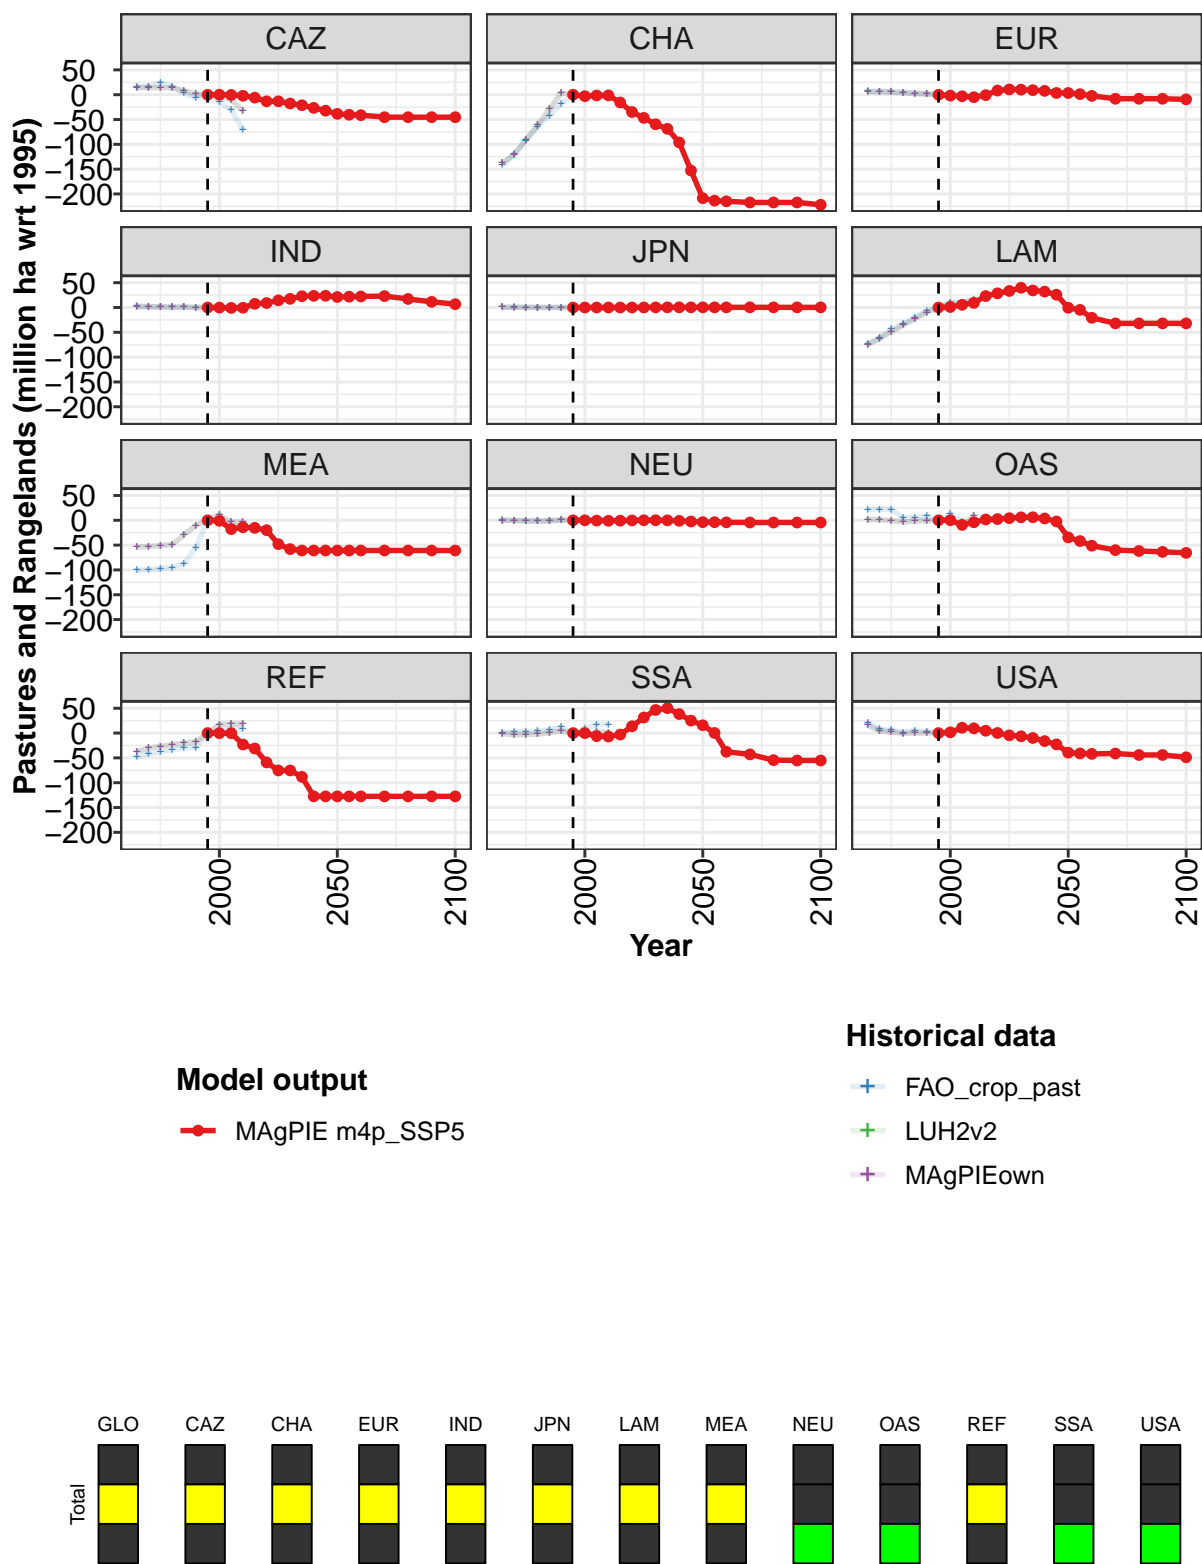 CAZ CHA EUR
50
0
−50
−100
−150
−200
IND JPN LAM
50
0
−50
−100
−150
−200
MEA NEU OAS
50
0
−50
−100
−150
−200
REF SSA USA
50
0
−50
−100
−150
−200
Pastures and Rangelands (million ha wrt 1995)
2000 2050 2100 2000 2050 2100 2000 2050 2100
Year
Model output
MAgPIE m4p_SSP5
Historical data
FAO_crop_past
LUH2v2
MAgPIEown
GLO CAZ CHA EUR IND JPN LAM MEA NEU OAS REF SSA USA
Total